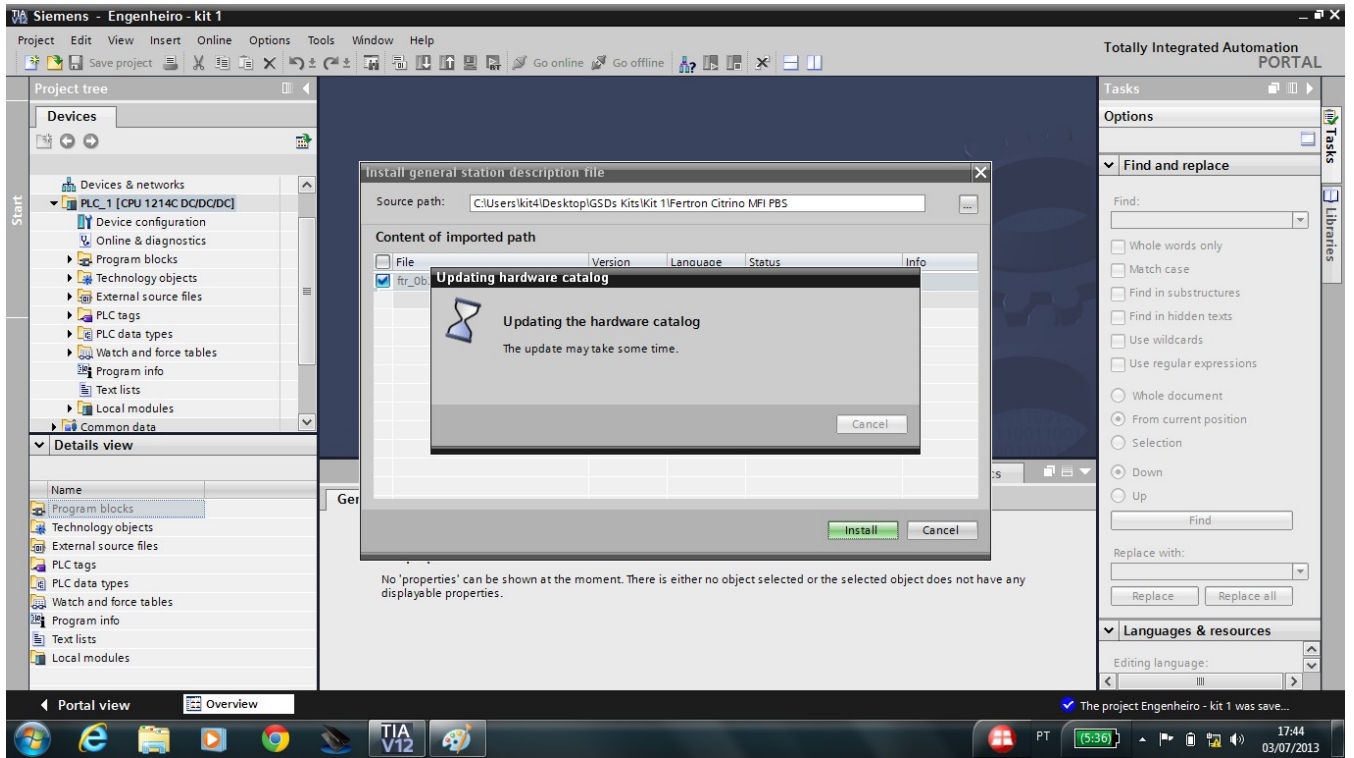 Siemens - Engenheiro - kit 1
Project Edit View Insert Online Options Tools Window Help
Save project Go online Go offline
Totally Integrated Automation
PORTAL
Project tree
Devices
Start
Devices & networks
PLC_1 [CPU 1214C DC/DC/DC]
Device configuration
Online & diagnostics
Program blocks
Technology objects
External source files
PLC tags
PLC data types
Watch and force tables
Program info
Text lists
Local modules
Common data
Details view
Name
Program blocks
Technology objects
External source files
PLC tags
PLC data types
Watch and force tables
Program info
Text lists
Local modules
Install general station description file
Source path: C:\Users\kit4\Desktop\GSDs Kits\Kit 1\Fertron Citrino MFI PBS ...
Content of imported path
File Version Language Status Info
ftr_0b.
Updating hardware catalog
Updating the hardware catalog
The update may take some time.
Cancel
Install Cancel
Ger
cs
No 'properties' can be shown at the moment. There is either no object selected or the selected object does not have any
displayable properties.
Tasks
Options
Find and replace
Find:
Whole words only
Match case
Find in substructures
Find in hidden texts
Use wildcards
Use regular expressions
Whole document
From current position
Selection
Down
Up
Find
Replace with:
Replace Replace all
Languages & resources
Editing language:
Tasks
Libraries
Portal view Overview
The project Engenheiro - kit 1 was save...
TIA
V12
PT (5:36) 17:44
03/07/2013